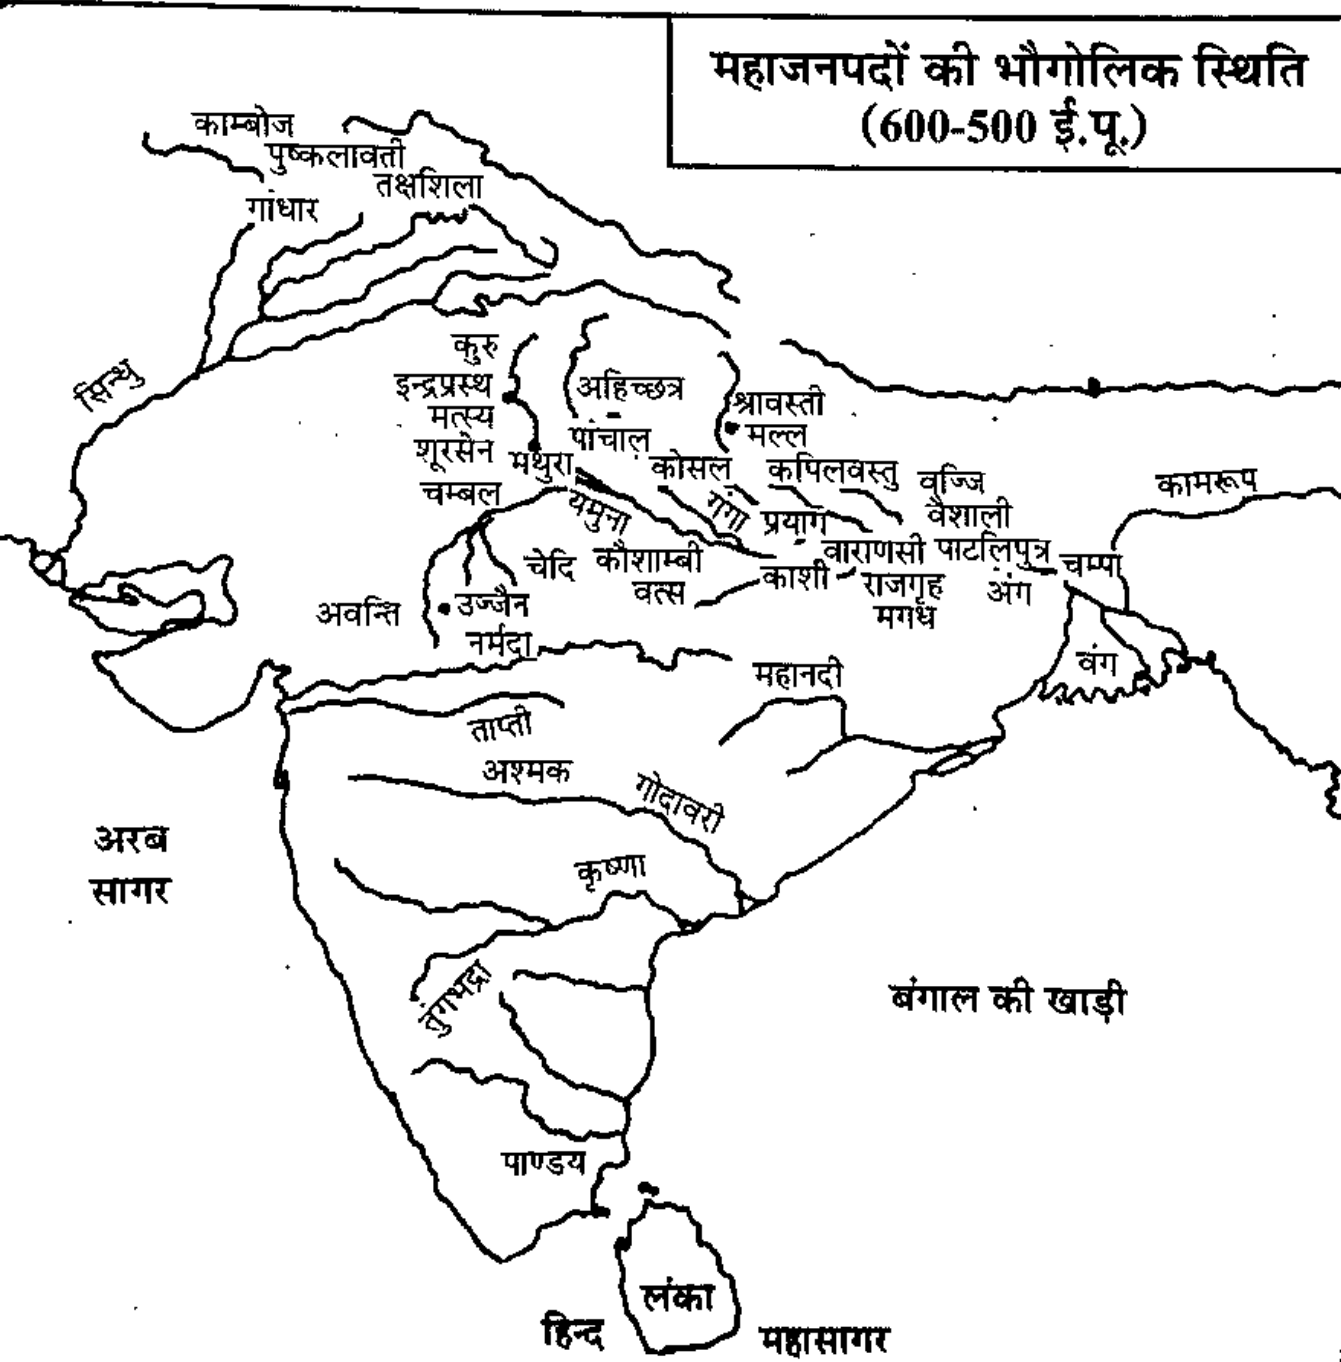 महाजनपदों की भौगोलिक स्थिति
(600-500 ई.पू.)
काम्बोज
पुष्कलावती
तक्षशिला
गांधार
सिन्धु
कुरु
इन्द्रप्रस्थ
मत्स्य
शूरसेन
मथुरा
चम्बल
अहिच्छत्र
पांचाल
श्रावस्ती
मल्ल
कोसल
कपिलवस्तु
वज्जि
वैशाली
कामरूप
यमुना
गंगा
प्रयाग
वाराणसी
पाटलिपुत्र
चम्पा
चेदि
कौशाम्बी
वत्स
काशी
राजगृह
मगध
अंग
अवन्ति
उज्जैन
नर्मदा
महानदी
वंग
ताप्ती
अश्मक
गोदावरी
अरब
सागर
कृष्णा
तुंगभद्रा
बंगाल की खाड़ी
पाण्डय
लंका
हिन्द
महासागर